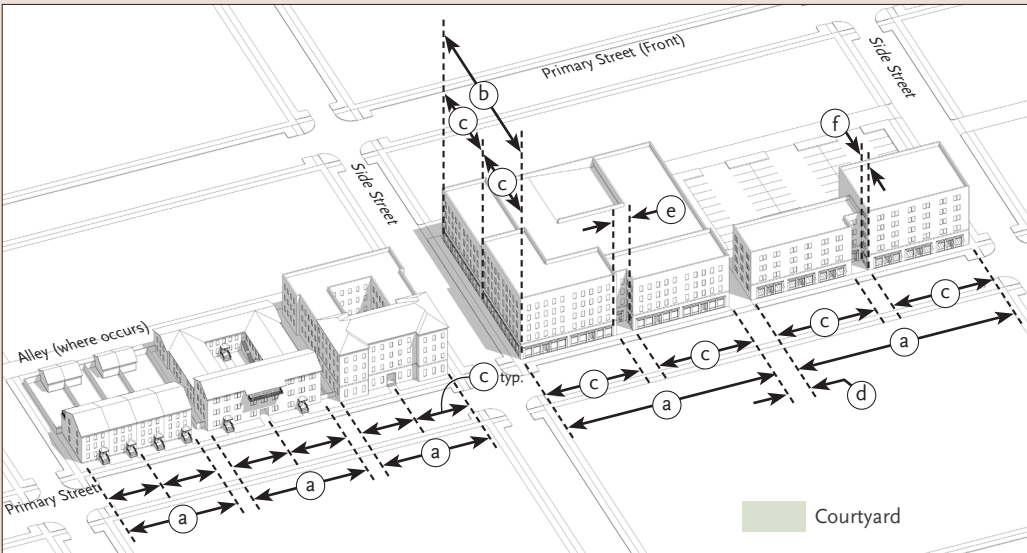 Primary Street (Front)
Side Street
b
f
c
Side Street
c
e
Alley (where occurs)
c
c
a
c typ.
c
c
d
a
a
Primary Street
a
a
Courtyard